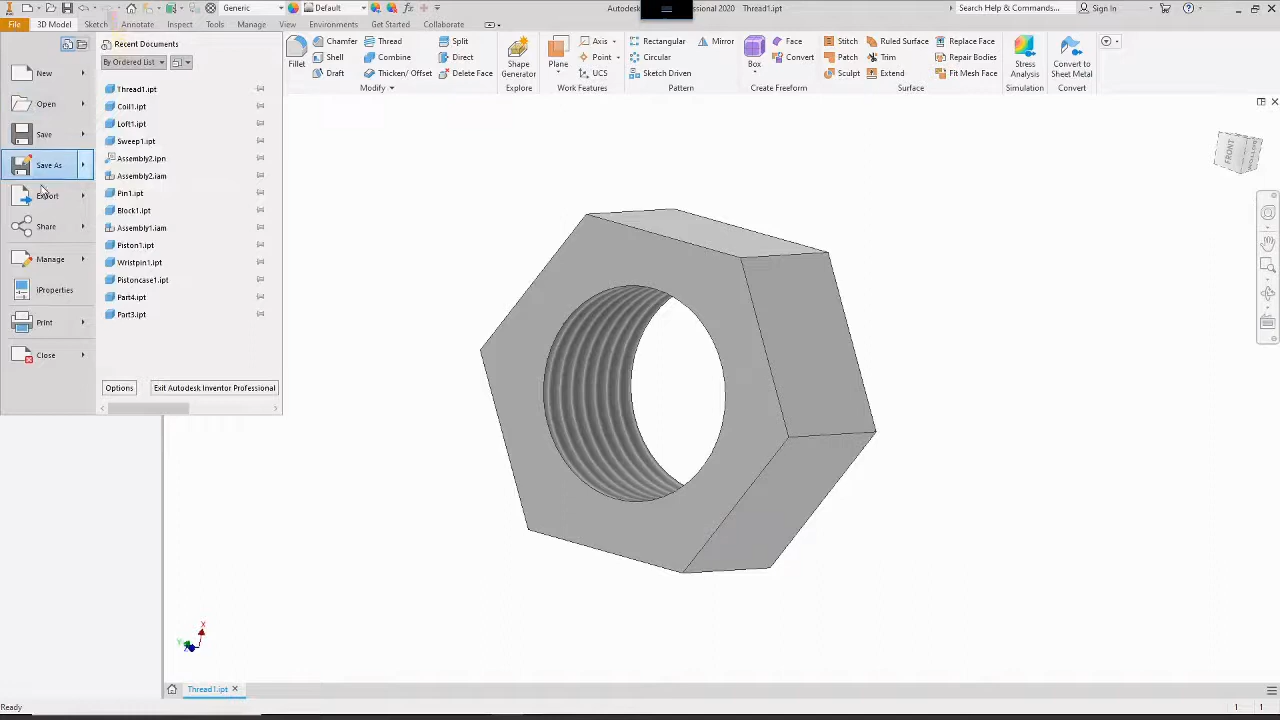 Generic
Default
Autodes
essional 2020 Thread1.ipt
Search Help & Commands...
Sign In
File
3D Model
Sketch
Annotate
Inspect
Tools
Manage
View
Environments
Get Started
Collaborate
Recent Documents
By Ordered List
New
Open
Save
Save As
Export
Share
Manage
iProperties
Print
Close
Thread1.ipt
Coil1.ipt
Loft1.ipt
Sweep1.ipt
Assembly2.ipn
Assembly2.iam
Pin1.ipt
Block1.ipt
Assembly1.iam
Piston1.ipt
Wristpin1.ipt
Pistoncase1.ipt
Part4.ipt
Part3.ipt
Options
Exit Autodesk Inventor Professional
Fillet
Chamfer
Shell
Draft
Thread
Combine
Thicken/ Offset
Split
Direct
Delete Face
Modify
Shape
Generator
Explore
Plane
Axis
Point
UCS
Work Features
Rectangular
Circular
Sketch Driven
Mirror
Pattern
Box
Face
Convert
Create Freeform
Stitch
Patch
Sculpt
Ruled Surface
Trim
Extend
Replace Face
Repair Bodies
Fit Mesh Face
Surface
Stress
Analysis
Simulation
Convert to
Sheet Metal
Convert
FRONT
X
Y
Thread1.ipt
Ready
1
1